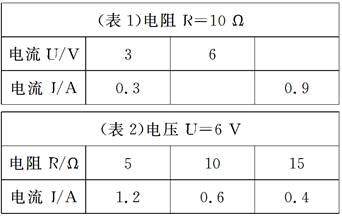 (表1)电阻 R=10 Ω
电流 U/V 3 6
电流 I/A 0.3 0.9
(表2)电压 U=6 V
电阻 R/Ω 5 10 15
电流 I/A 1.2 0.6 0.4